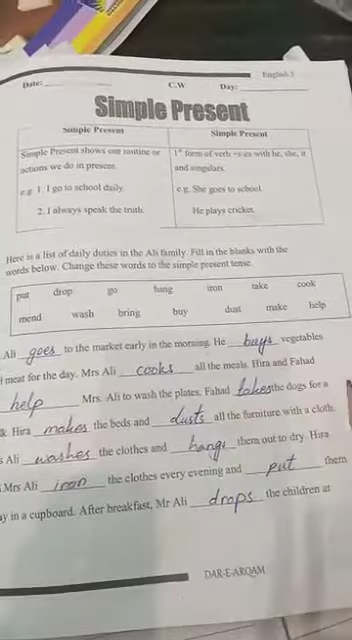 English-3
Date: ________ C.W Day: ________
Simple Present
Simple Present Simple Present
Simple Present shows our routine or actions we do in present.
e.g. 1. I go to school daily.
2. I always speak the truth.
1st form of verb +s/es with he, she, it and singulars.
e.g. She goes to school.
He plays cricket.
Here is a list of daily duties in the Ali family. Fill in the blanks with the
words below. Change these words to the simple present tense.
put drop go hang iron take cook
mend wash bring buy dust make help
Ali goes to the market early in the morning. He buys vegetables
meat for the day. Mrs Ali cooks all the meals. Hira and Fahad
help Mrs. Ali to wash the plates. Fahad takes the dogs for a
Hira makes the beds and dusts all the furniture with a cloth.
Ali washes the clothes and hangs them out to dry. Hira
Mrs Ali iron the clothes every evening and put them
in a cupboard. After breakfast, Mr Ali drops the children at
DAR-E-ARQAM